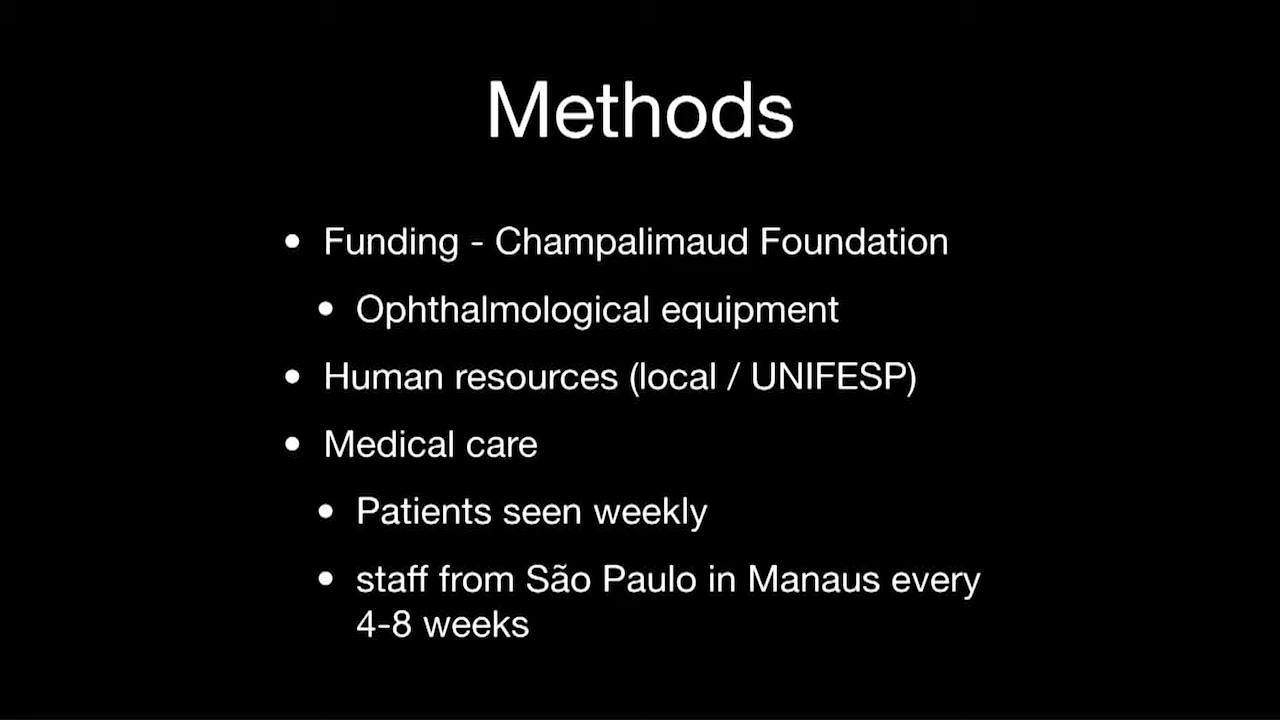 Methods
• Funding - Champalimaud Foundation
• Ophthalmological equipment
• Human resources (local / UNIFESP)
• Medical care
• Patients seen weekly
• staff from São Paulo in Manaus every
4-8 weeks